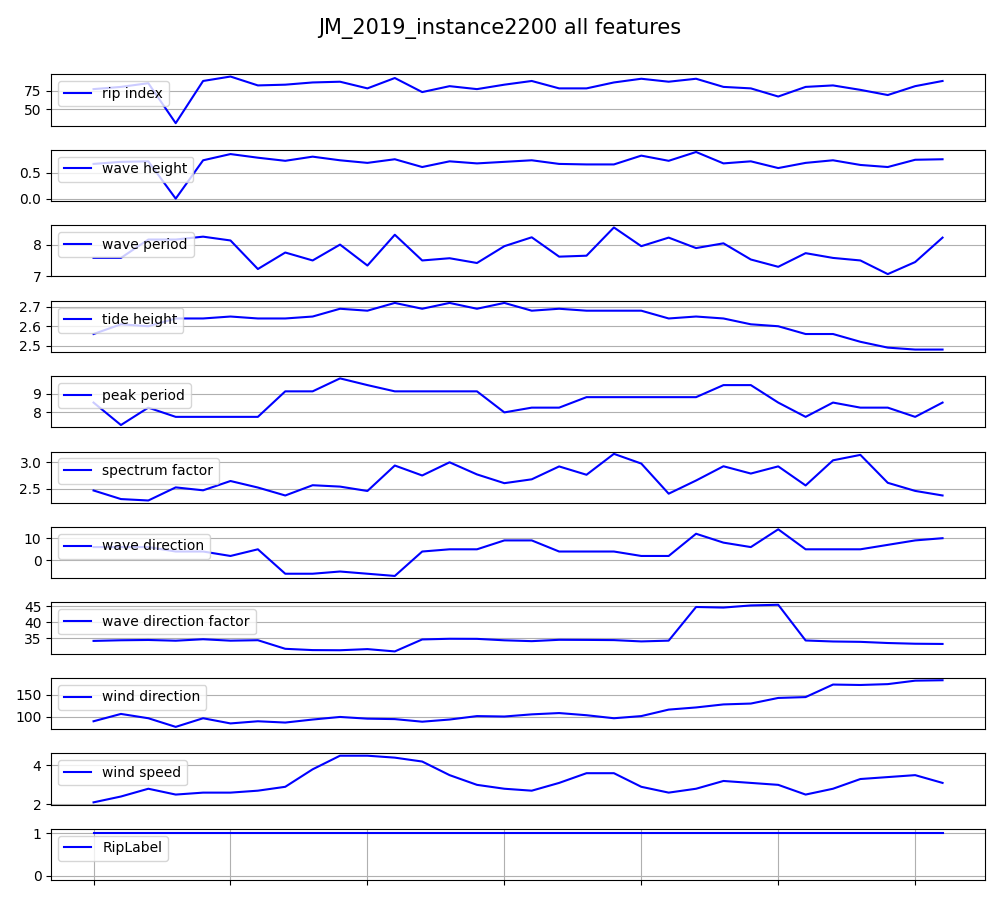 JM_2019_instance2200 all features
75
50
rip index
0.5
0.0
wave height
8
7
wave period
2.7
2.6
2.5
tide height
9
8
peak period
3.0
2.5
spectrum factor
10
0
wave direction
45
40
35
wave direction factor
150
100
wind direction
4
2
wind speed
1
0
RipLabel